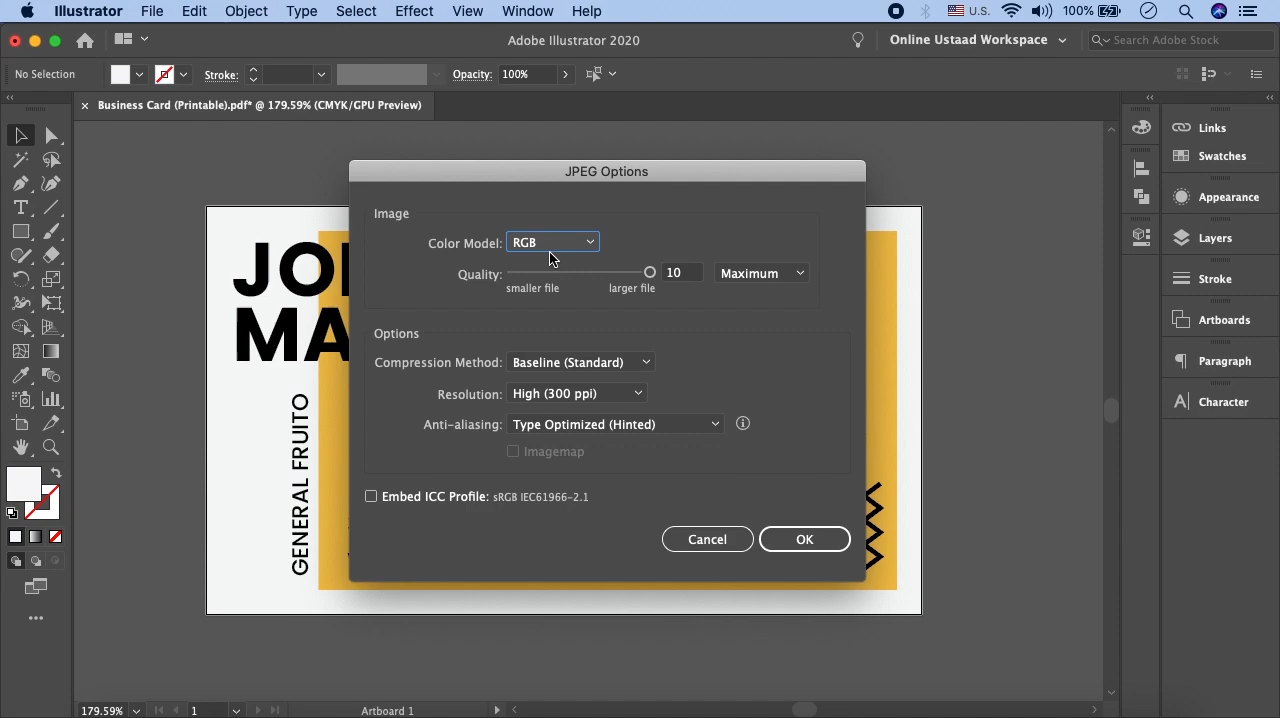 Illustrator File Edit Object Type Select Effect View Window Help U.S. 100%
Adobe Illustrator 2020 Online Ustaad Workspace Search Adobe Stock
No Selection Stroke: Opacity: 100%
× Business Card (Printable).pdf* @ 179.59% (CMYK/GPU Preview)
JPEG Options
Image
Color Model: RGB
Quality: 10 Maximum
smaller file larger file
Options
Compression Method: Baseline (Standard)
Resolution: High (300 ppi)
Anti-aliasing: Type Optimized (Hinted)
Imagemap
Embed ICC Profile: sRGB IEC61966-2.1
Cancel OK
JO
MA
GENERAL FRUITO
Links
Swatches
Appearance
Layers
Stroke
Artboards
Paragraph
Character
179.59% 1 Artboard 1